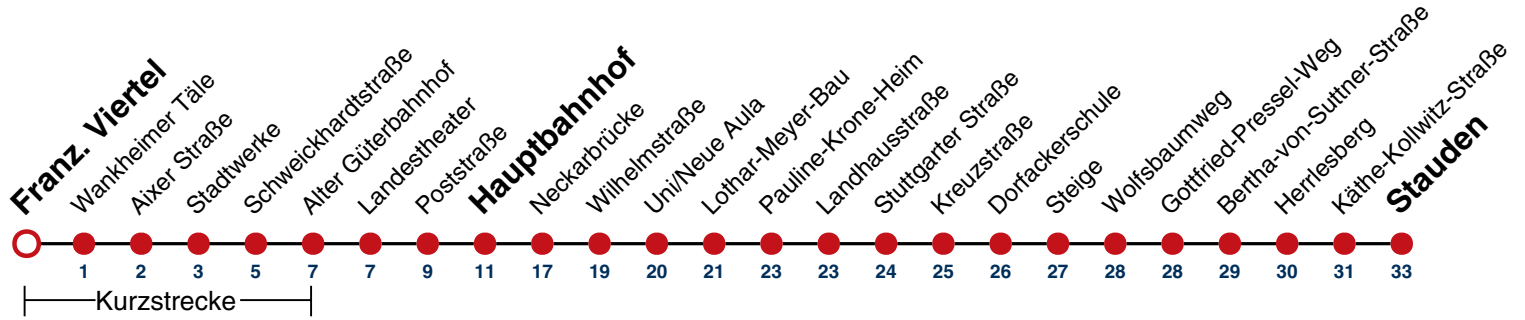 Franz. Viertel
Wankheimer Täle
Aixer Straße
Stadtwerke
Schweickhardtstraße
Alter Güterbahnhof
Landestheater
Poststraße
Hauptbahnhof
Neckarbrücke
Wilhelmstraße
Uni/Neue Aula
Lothar-Meyer-Bau
Pauline-Krone-Heim
Landhausstraße
Stuttgarter Straße
Kreuzstraße
Dorfackerschule
Steige
Wolfsbaumweg
Gottfried-Pressel-Weg
Bertha-von-Suttner-Straße
Herrlesberg
Käthe-Kollwitz-Straße
Stauden
1 2 3 5 7 7 9 11 17 19 20 21 23 23 24 25 26 27 28 28 29 30 31 33
Kurzstrecke